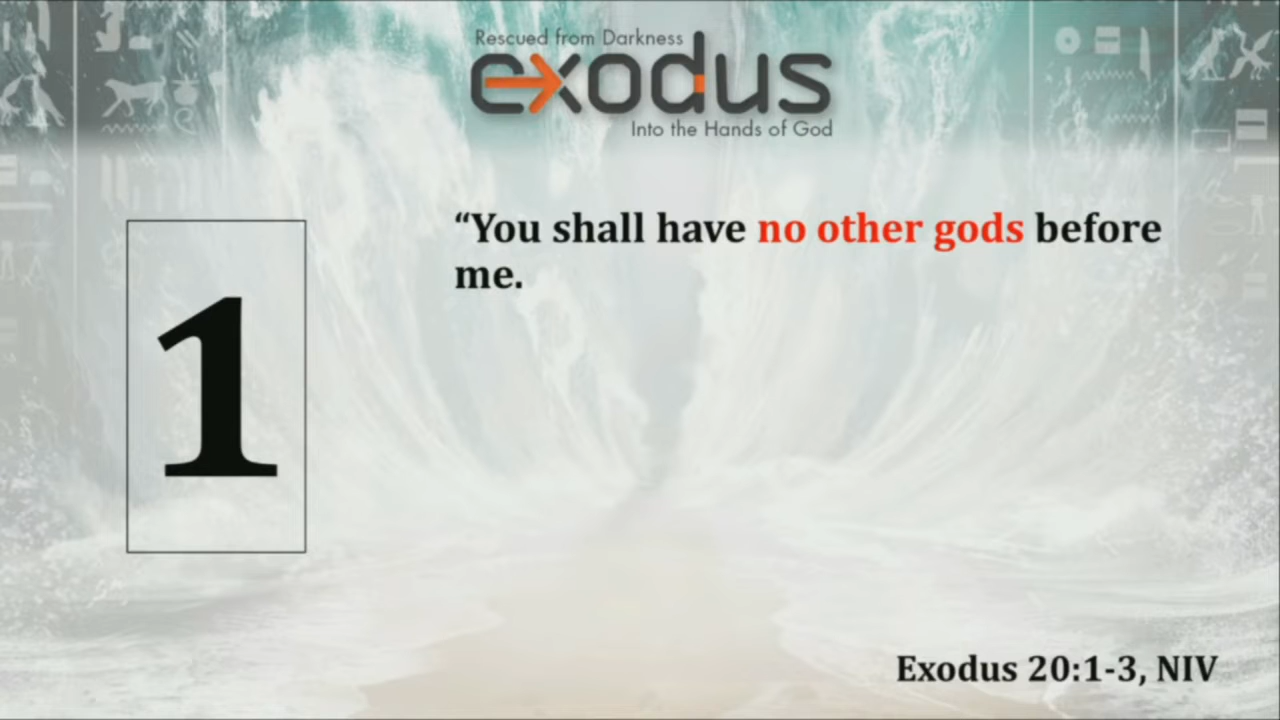 Rescued from Darkness
exodus
Into the Hands of God
“You shall have no other gods before
me.
1
Exodus 20:1-3, NIV